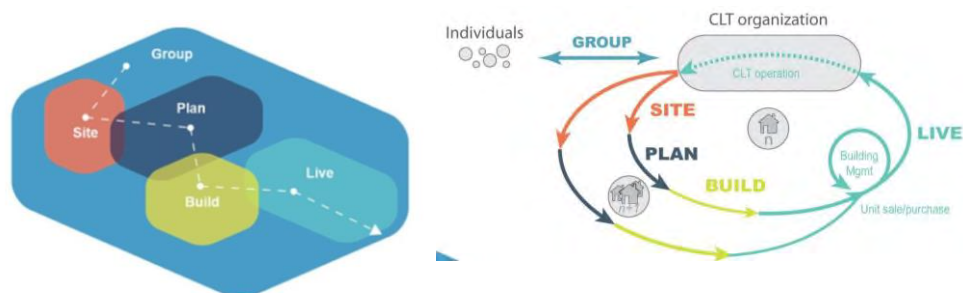 Group
Site
Plan
Build
Live
CLT organization
Individuals
GROUP
CLT operation
SITE
PLAN
BUILD
LIVE
Building
Mgmt
Unit sale/purchase
n
n+1